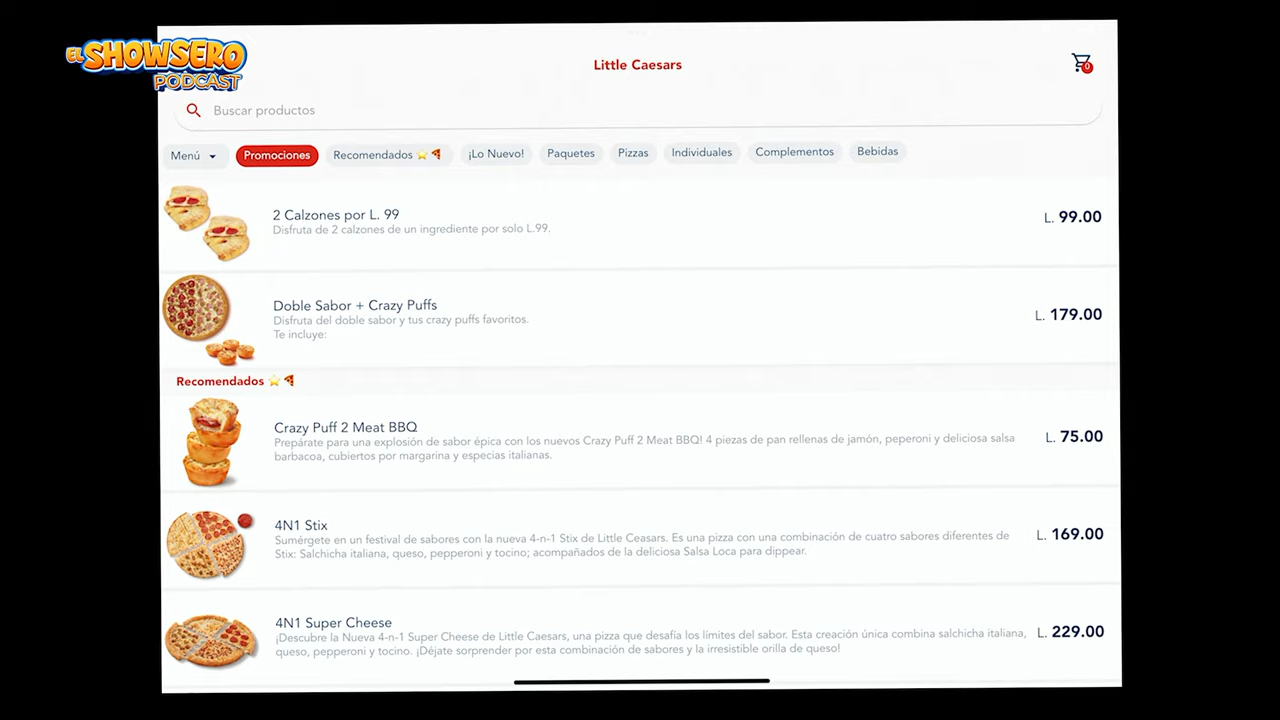 EL SHOWSERO
PODCAST
Little Caesars
0
Buscar productos
Menú
Promociones
Recomendados
¡Lo Nuevo!
Paquetes
Pizzas
Individuales
Complementos
Bebidas
2 Calzones por L. 99
Disfruta de 2 calzones de un ingrediente por solo L.99.
L. 99.00
Doble Sabor + Crazy Puffs
Disfruta del doble sabor y tus crazy puffs favoritos.
Te incluye:
L. 179.00
Recomendados
Crazy Puff 2 Meat BBQ
Prepárate para una explosión de sabor épica con los nuevos Crazy Puff 2 Meat BBQ! 4 piezas de pan rellenas de jamón, peperoni y deliciosa salsa
barbacoa, cubiertos por margarina y especias italianas.
L. 75.00
4N1 Stix
Sumérgete en un festival de sabores con la nueva 4-n-1 Stix de Little Ceasars. Es una pizza con una combinación de cuatro sabores diferentes de
Stix: Salchicha italiana, queso, pepperoni y tocino; acompañados de la deliciosa Salsa Loca para dippear.
L. 169.00
4N1 Super Cheese
¡Descubre la Nueva 4-n-1 Super Cheese de Little Caesars, una pizza que desafía los límites del sabor. Esta creación única combina salchicha italiana,
queso, pepperoni y tocino. ¡Déjate sorprender por esta combinación de sabores y la irresistible orilla de queso!
L. 229.00